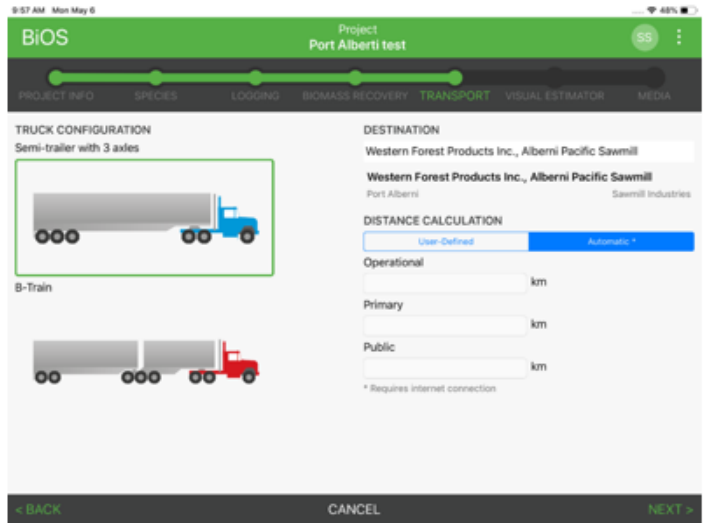 9:57 AM Mon May 6
48%
BiOS
Project
Port Alberti test
SS
PROJECT INFO
SPECIES
LOGGING
BIOMASS RECOVERY
TRANSPORT
VISUAL ESTIMATOR
MEDIA
TRUCK CONFIGURATION
Semi-trailer with 3 axles
B-Train
DESTINATION
Western Forest Products Inc., Alberni Pacific Sawmill
Western Forest Products Inc., Alberni Pacific Sawmill
Port Alberni
Sawmill Industries
DISTANCE CALCULATION
User-Defined
Automatic *
Operational
km
Primary
km
Public
km
* Requires internet connection
< BACK
CANCEL
NEXT >